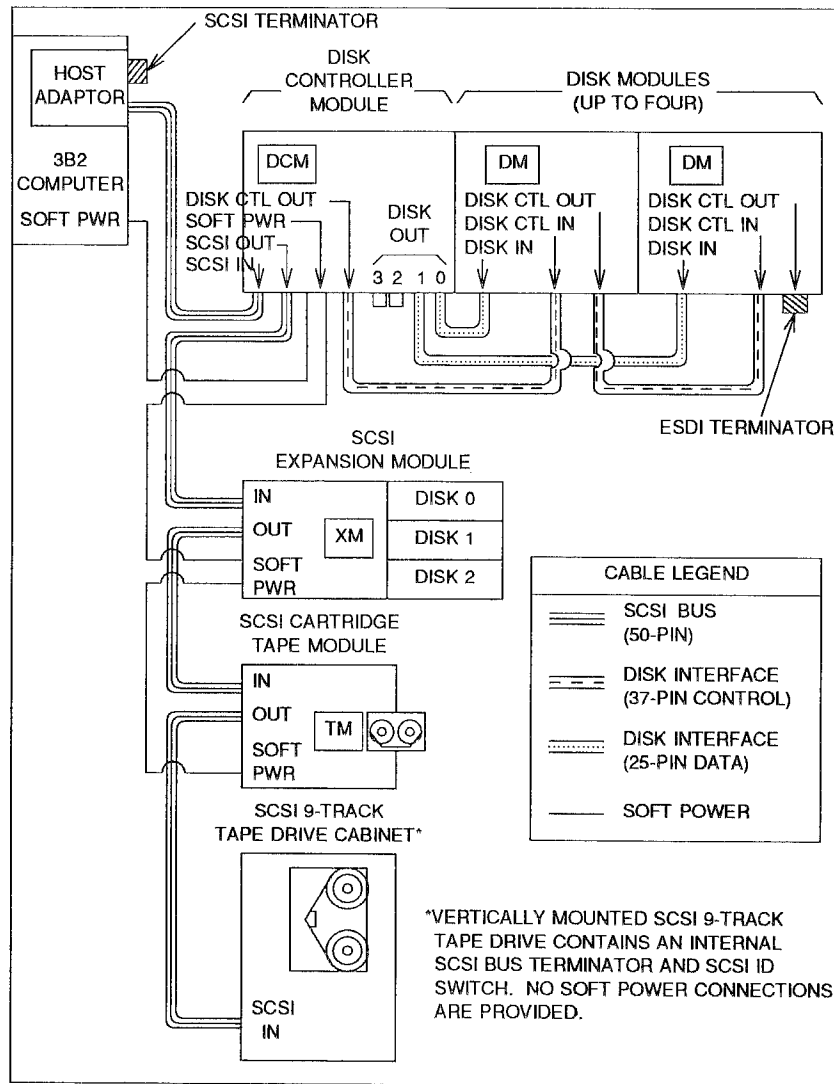 SCSI TERMINATOR
HOST
ADAPTOR
3B2
COMPUTER
SOFT PWR
DISK
CONTROLLER
MODULE
DISK MODULES
(UP TO FOUR)
DCM
DISK CTL OUT
SOFT PWR
SCSI OUT
SCSI IN
DISK
OUT
3 2 1 0
DM
DISK CTL OUT
DISK CTL IN
DISK IN
DM
DISK CTL OUT
DISK CTL IN
DISK IN
ESDI TERMINATOR
SCSI
EXPANSION MODULE
IN
OUT
SOFT
PWR
XM
DISK 0
DISK 1
DISK 2
SCSI CARTRIDGE
TAPE MODULE
IN
OUT
SOFT
PWR
TM
SCSI 9-TRACK
TAPE DRIVE CABINET*
SCSI
IN
CABLE LEGEND
SCSI BUS
(50-PIN)
DISK INTERFACE
(37-PIN CONTROL)
DISK INTERFACE
(25-PIN DATA)
SOFT POWER
*VERTICALLY MOUNTED SCSI 9-TRACK
TAPE DRIVE CONTAINS AN INTERNAL
SCSI BUS TERMINATOR AND SCSI ID
SWITCH. NO SOFT POWER CONNECTIONS
ARE PROVIDED.